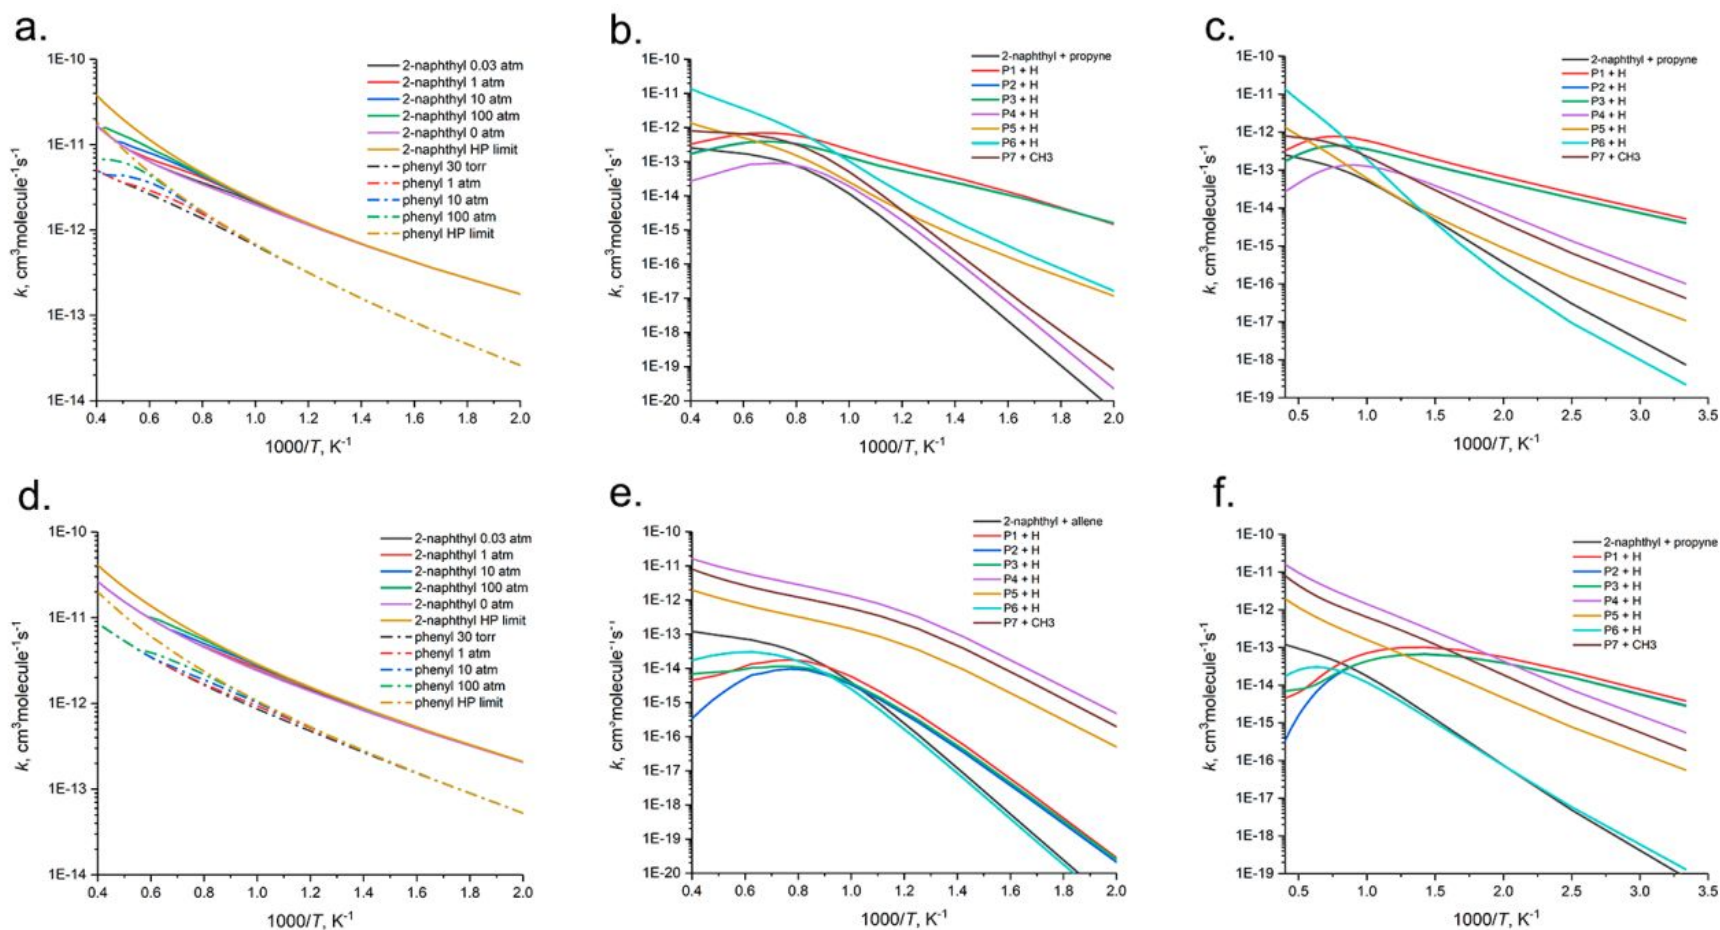 a.
1E-10
1E-11
1E-12
1E-13
1E-14
k, cm³molecule⁻¹s⁻¹
0.4 0.6 0.8 1.0 1.2 1.4 1.6 1.8 2.0
1000/T, K⁻¹
2-naphthyl 0.03 atm
2-naphthyl 1 atm
2-naphthyl 10 atm
2-naphthyl 100 atm
2-naphthyl 0 atm
2-naphthyl HP limit
phenyl 30 torr
phenyl 1 atm
phenyl 10 atm
phenyl 100 atm
phenyl HP limit
b.
1E-10
1E-11
1E-12
1E-13
1E-14
1E-15
1E-16
1E-17
1E-18
1E-19
1E-20
k, cm³molecule⁻¹s⁻¹
0.4 0.6 0.8 1.0 1.2 1.4 1.6 1.8 2.0
1000/T, K⁻¹
2-naphthyl + propyne
P1 + H
P2 + H
P3 + H
P4 + H
P5 + H
P6 + H
P7 + CH3
c.
1E-10
1E-11
1E-12
1E-13
1E-14
1E-15
1E-16
1E-17
1E-18
1E-19
k, cm³molecule⁻¹s⁻¹
0.5 1.0 1.5 2.0 2.5 3.0 3.5
1000/T, K⁻¹
2-naphthyl + propyne
P1 + H
P2 + H
P3 + H
P4 + H
P5 + H
P6 + H
P7 + CH3
d.
1E-10
1E-11
1E-12
1E-13
1E-14
k, cm³molecule⁻¹s⁻¹
0.4 0.6 0.8 1.0 1.2 1.4 1.6 1.8 2.0
1000/T, K⁻¹
2-naphthyl 0.03 atm
2-naphthyl 1 atm
2-naphthyl 10 atm
2-naphthyl 100 atm
2-naphthyl 0 atm
2-naphthyl HP limit
phenyl 30 torr
phenyl 1 atm
phenyl 10 atm
phenyl 100 atm
phenyl HP limit
e.
1E-10
1E-11
1E-12
1E-13
1E-14
1E-15
1E-16
1E-17
1E-18
1E-19
1E-20
k, cm³molecule⁻¹s⁻¹
0.4 0.6 0.8 1.0 1.2 1.4 1.6 1.8 2.0
1000/T, K⁻¹
2-naphthyl + allene
P1 + H
P2 + H
P3 + H
P4 + H
P5 + H
P6 + H
P7 + CH3
f.
1E-10
1E-11
1E-12
1E-13
1E-14
1E-15
1E-16
1E-17
1E-18
1E-19
k, cm³molecule⁻¹s⁻¹
0.5 1.0 1.5 2.0 2.5 3.0 3.5
1000/T, K⁻¹
2-naphthyl + propyne
P1 + H
P2 + H
P3 + H
P4 + H
P5 + H
P6 + H
P7 + CH3